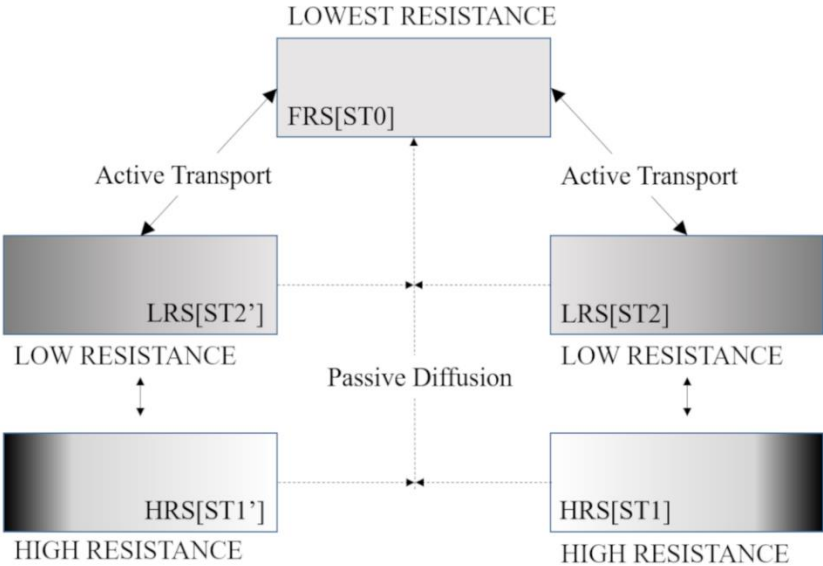 LOWEST RESISTANCE
FRS[ST0]
Active Transport
Active Transport
LRS[ST2’]
LRS[ST2]
LOW RESISTANCE
LOW RESISTANCE
Passive Diffusion
HRS[ST1’]
HRS[ST1]
HIGH RESISTANCE
HIGH RESISTANCE